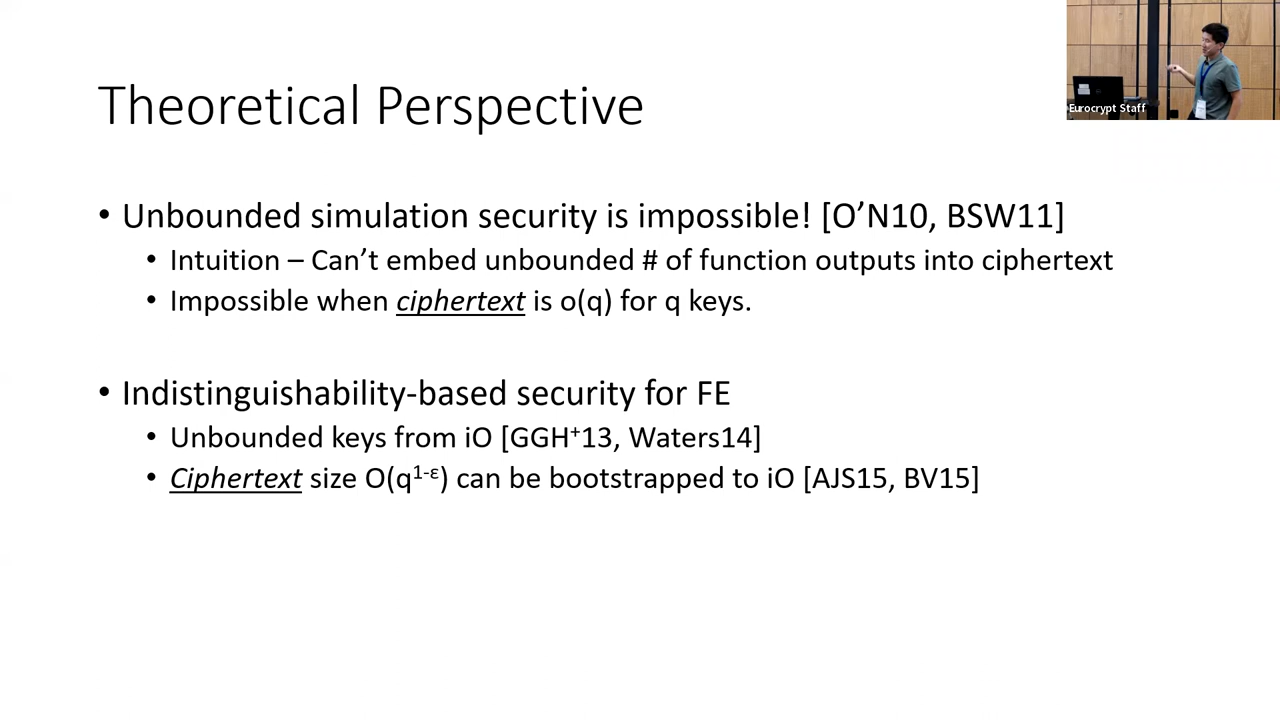 Theoretical Perspective
Eurocrypt Staff
• Unbounded simulation security is impossible! [O’N10, BSW11]
• Intuition – Can’t embed unbounded # of function outputs into ciphertext
• Impossible when ciphertext is o(q) for q keys.
• Indistinguishability-based security for FE
• Unbounded keys from iO [GGH⁺13, Waters14]
• Ciphertext size O(q¹⁻ᵋ) can be bootstrapped to iO [AJS15, BV15]